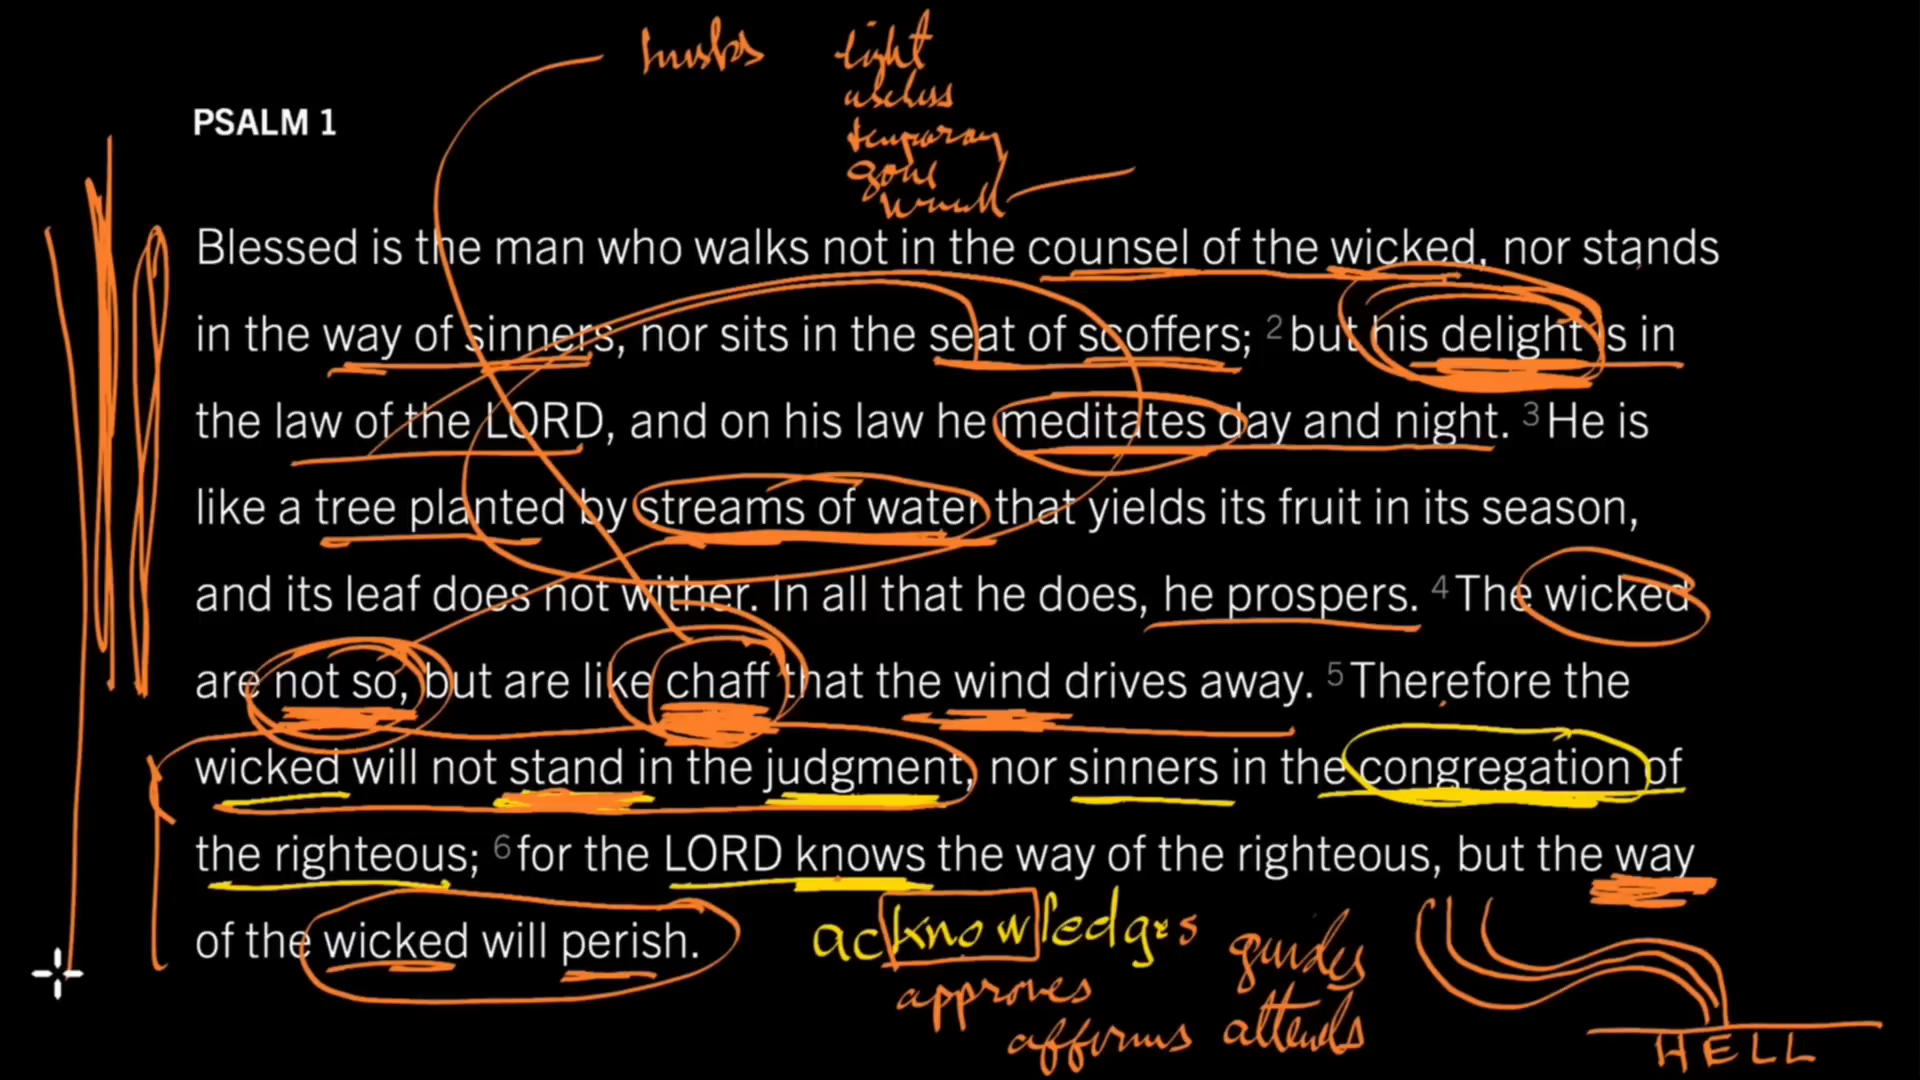 husks light
useless
temporary
gone
PSALM 1
Blessed is the man who walks not in the counsel of the wicked, nor stands
in the way of sinners, nor sits in the seat of scoffers; 2 but his delight is in
the law of the LORD, and on his law he meditates day and night. 3 He is
like a tree planted by streams of water that yields its fruit in its season,
and its leaf does not wither. In all that he does, he prospers. 4 The wicked
are not so, but are like chaff that the wind drives away. 5 Therefore the
wicked will not stand in the judgment, nor sinners in the congregation of
the righteous; 6 for the LORD knows the way of the righteous, but the way
of the wicked will perish.
acknowledges guides
approves
affirms attends
HELL